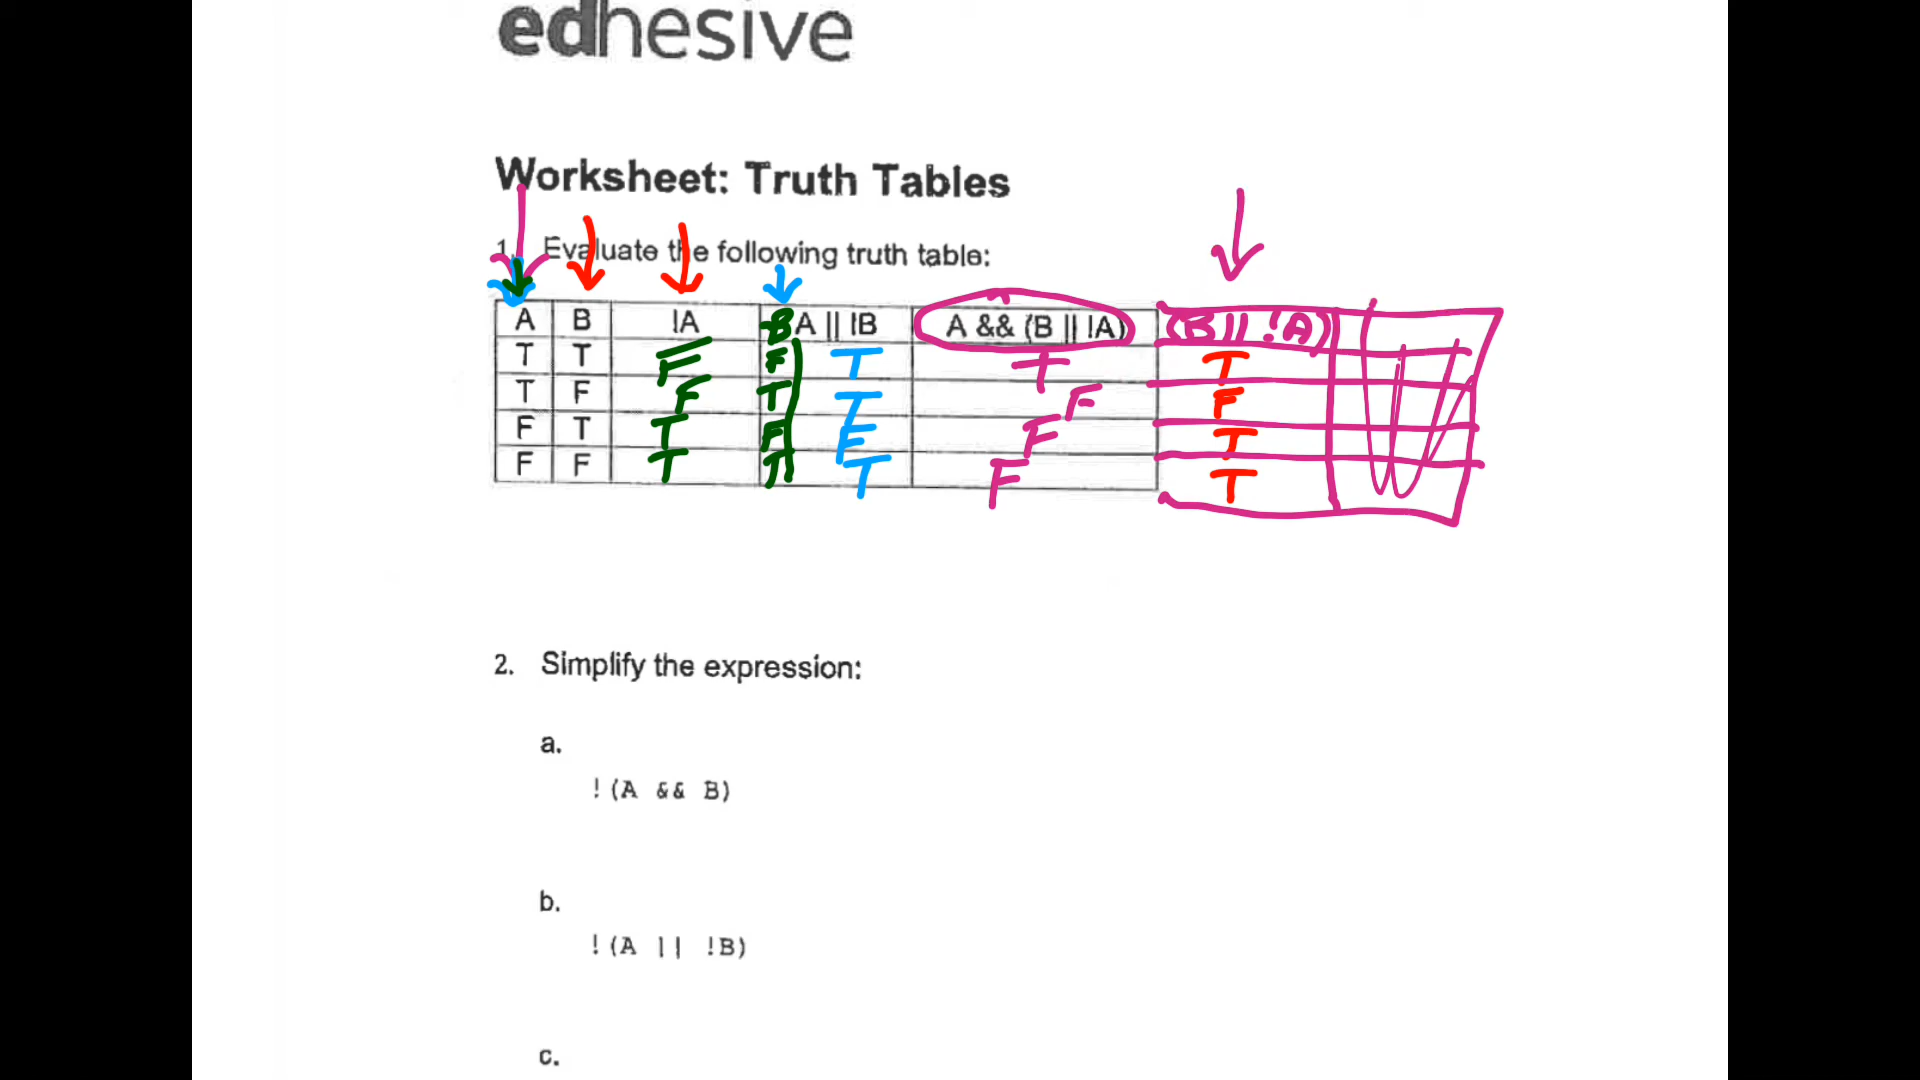 edhesive
Worksheet: Truth Tables
1. Evaluate the following truth table:
A B !A -B A || !B A && (B || !A) (B || !A)
T T F F T T T
T F F T T F F
F T T F F F T
F F T T T F T
2. Simplify the expression:
a.
!(A && B)
b.
!(A || !B)
c.